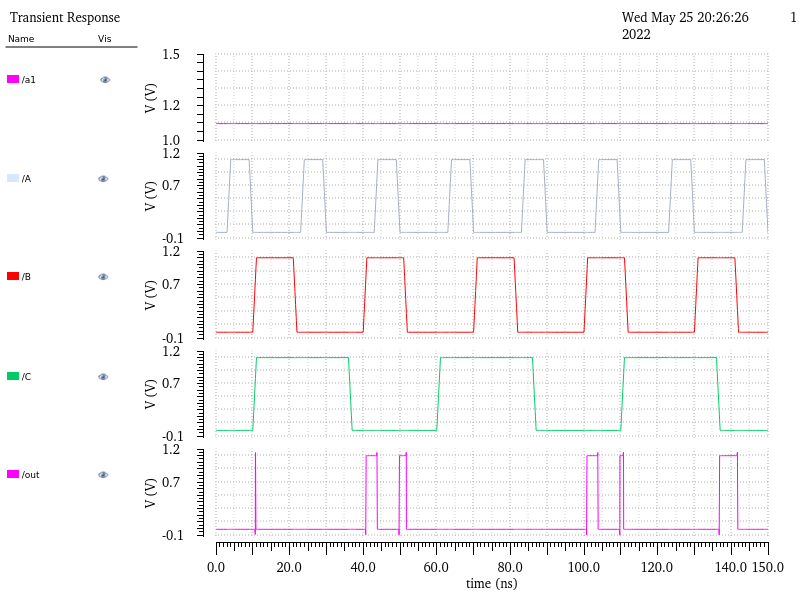 Transient Response
Wed May 25 20:26:26 2022
1
Name Vis
/a1
V (V)
1.5
1.2
1.0
/A
V (V)
1.2
0.7
-0.1
/B
V (V)
1.2
0.7
-0.1
/C
V (V)
1.2
0.7
-0.1
/out
V (V)
1.2
0.7
-0.1
0.0 20.0 40.0 60.0 80.0 100.0 120.0 140.0 150.0
time (ns)